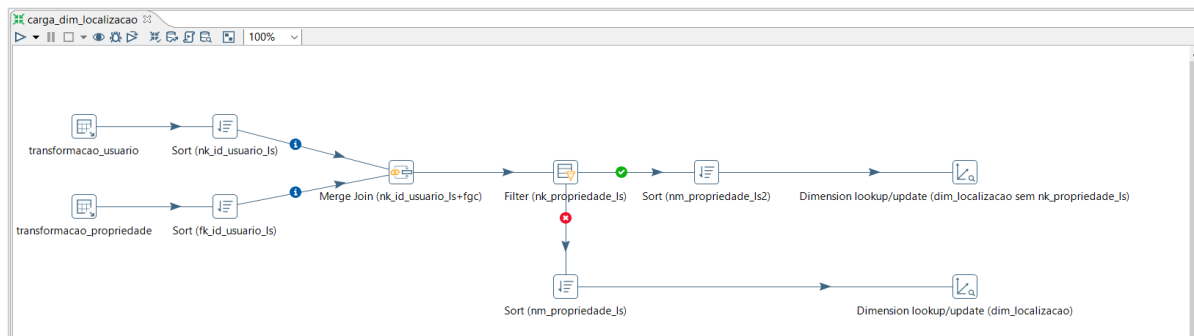 carga_dim_localizacao
100%
transformacao_usuario
Sort (nk_id_usuario_ls)
Merge Join (nk_id_usuario_ls+fgc)
Filter (nk_propriedade_ls)
Sort (nm_propriedade_ls2)
Dimension lookup/update (dim_localizacao sem nk_propriedade_ls)
transformacao_propriedade
Sort (fk_id_usuario_ls)
Sort (nm_propriedade_ls)
Dimension lookup/update (dim_localizacao)